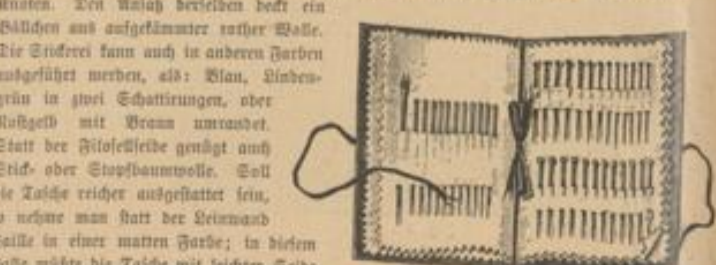 Knoten. Den Ansatz derselben deckt ein
Bällchen aus aufgekämmter rother Wolle.
Die Stickerei kann auch in anderen Farben
ausgeführt werden, als: Blau, Linden-
grün in zwei Schattirungen, oder
Rostgelb mit Braun umrandet.
Statt der Filosellseide genügt auch
Stick- oder Stopfbaumwolle. Soll
die Tasche reicher ausgestattet sein,
so nehme man statt der Leinwand
Faille in einer matten Farbe; in diesem
Falle müßte die Tasche mit leichter Seide